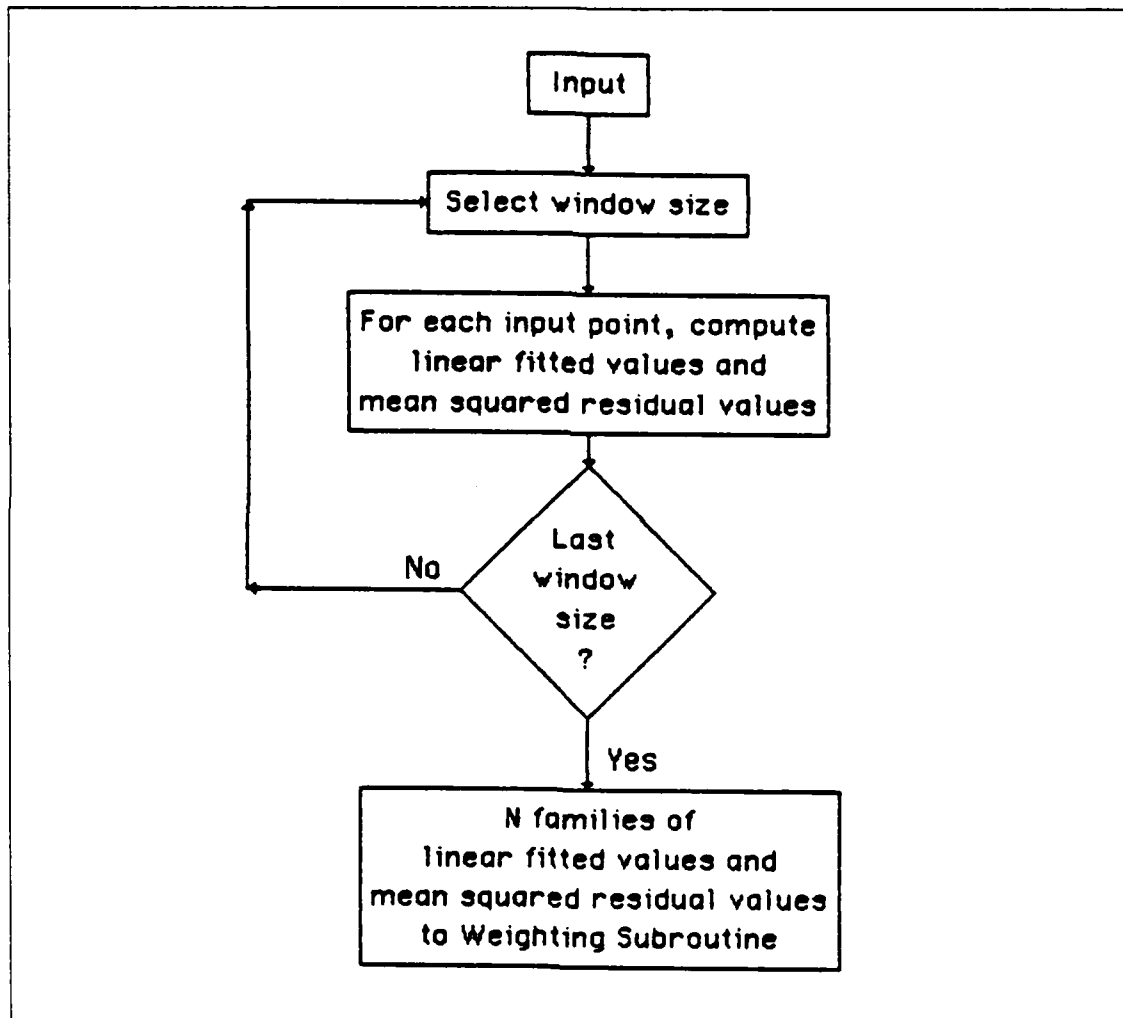 Input
Select window size
For each input point, compute
linear fitted values and
mean squared residual values
Last
window
size
?
No
Yes
N families of
linear fitted values and
mean squared residual values
to Weighting Subroutine